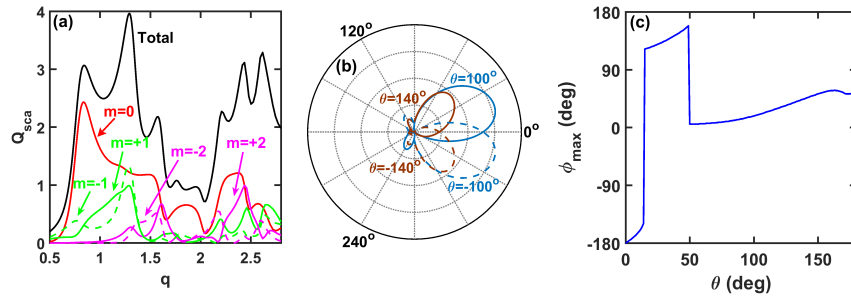 (a)
Total
m=0
m=+1
m=-2
m=+2
m=-1
Q_sca
4
3
2
1
0
0.5 1 1.5 2 2.5
q
(b)
120°
θ=100°
θ=140°
0°
θ=-140°
θ=-100°
240°
(c)
ϕ_max (deg)
180
90
0
-90
-180
0 50 100 150
θ (deg)